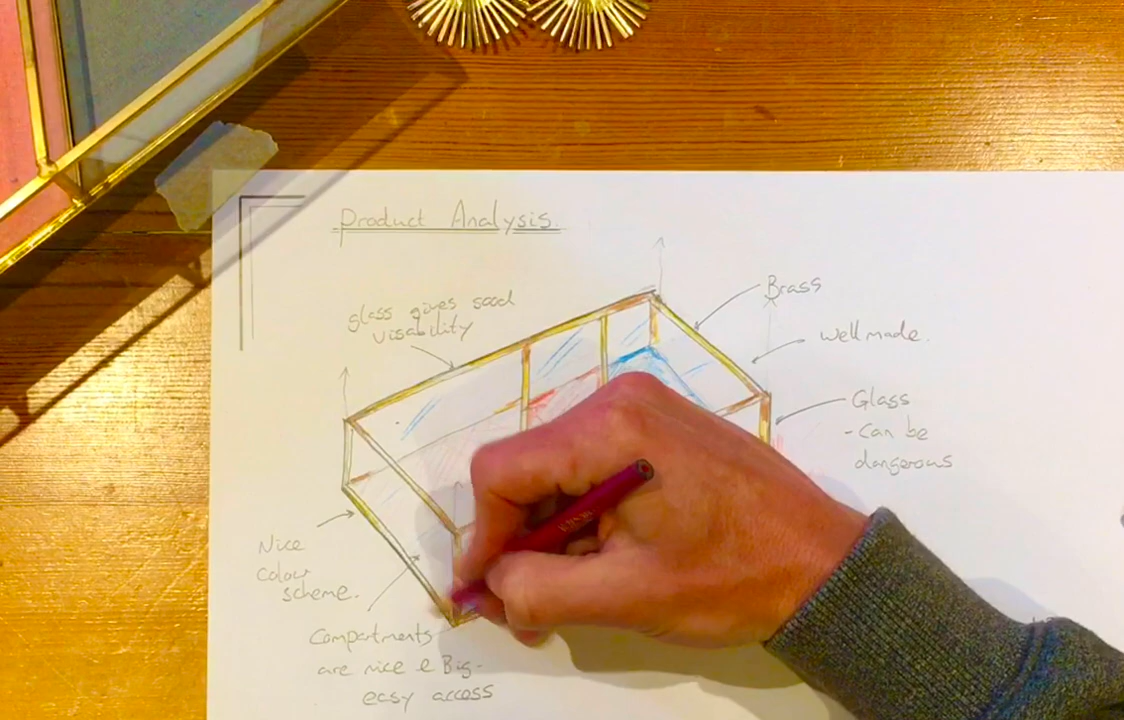 Product Analysis.
glass gives good
visability
Brass
well made.
Glass
- Can be
dangerous
Nice
Colour
scheme.
Compartments
are nice & Big -
easy access